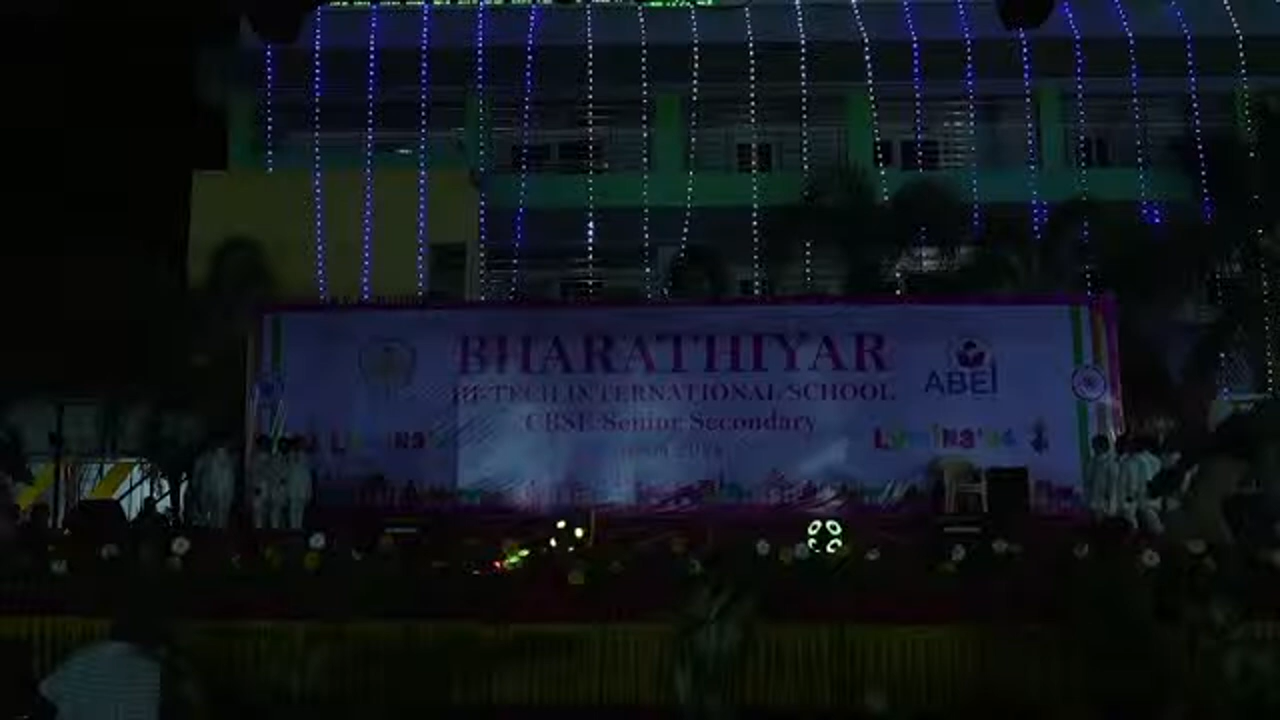 BHARATHIYAR
HI-TECH INTERNATIONAL SCHOOL
ABEI
CBSE Senior Secondary